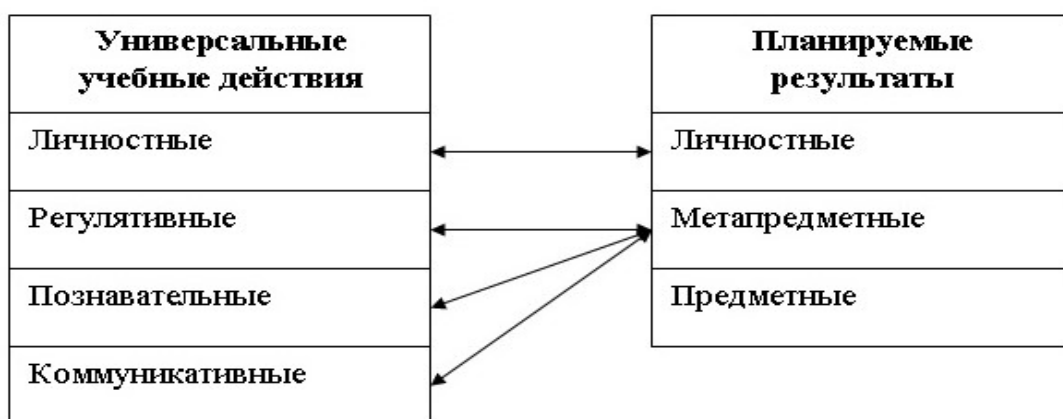 Универсальные
учебные действия
Личностные
Регулятивные
Познавательные
Коммуникативные
Планируемые
результаты
Личностные
Метапредметные
Предметные